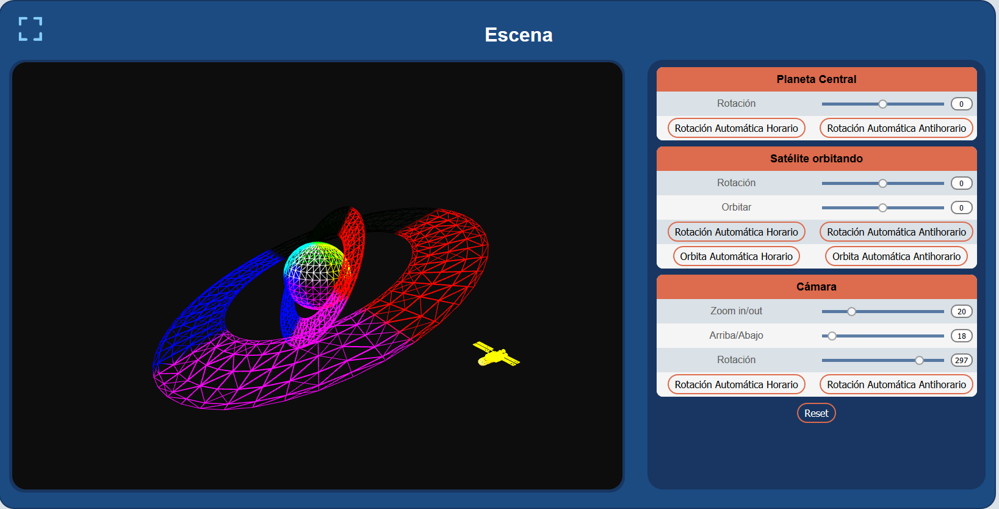 Escena
Planeta Central
Rotación 0
Rotación Automática Horario Rotación Automática Antihorario
Satélite orbitando
Rotación 0
Orbitar 0
Rotación Automática Horario Rotación Automática Antihorario
Orbita Automática Horario Orbita Automática Antihorario
Cámara
Zoom in/out 20
Arriba/Abajo 18
Rotación 297
Rotación Automática Horario Rotación Automática Antihorario
Reset